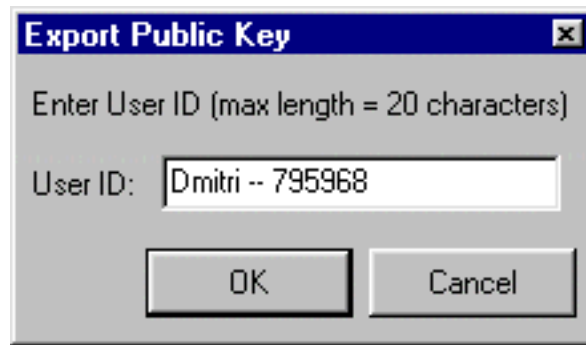 Export Public Key
Enter User ID (max length = 20 characters)
User ID: Dmitri -- 795968
OK Cancel